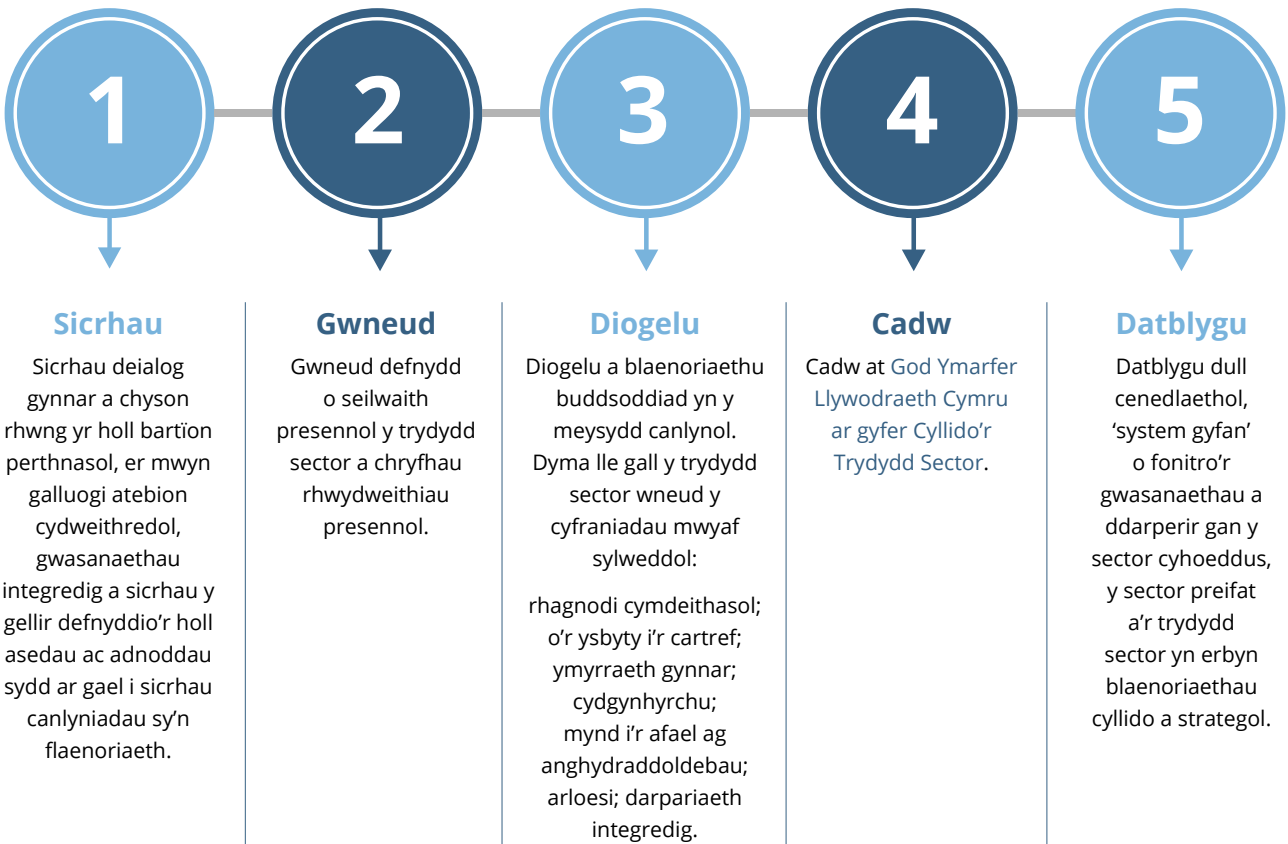 1
2
3
4
5
Sicrhau
Sicrhau deialog
gynnar a chyson
rhwng yr holl bartïon
perthnasol, er mwyn
galluogi atebion
cydweithredol,
gwasanaethau
integredig a sicrhau y
gellir defnyddio’r holl
asedau ac adnoddau
sydd ar gael i sicrhau
canlyniadau sy’n
flaenoriaeth.
Gwneud
Gwneud defnydd
o seilwaith
presennol y trydydd
sector a chryfhau
rhwydweithiau
presennol.
Diogelu
Diogelu a blaenoriaethu
buddsoddiad yn y
meysydd canlynol.
Dyma lle gall y trydydd
sector wneud y
cyfraniadau mwyaf
sylweddol:
rhagnodi cymdeithasol;
o’r ysbyty i’r cartref;
ymyrraeth gynnar;
cydgynhyrchu;
mynd i’r afael ag
anghydraddoldebau;
arloesi; darpariaeth
integredig.
Cadw
Cadw at God Ymarfer
Llywodraeth Cymru
ar gyfer Cyllido’r
Trydydd Sector.
Datblygu
Datblygu dull
cenedlaethol,
‘system gyfan’
o fonitro’r
gwasanaethau a
ddarperir gan y
sector cyhoeddus,
y sector preifat
a’r trydydd
sector yn erbyn
blaenoriaethau
cyllido a strategol.